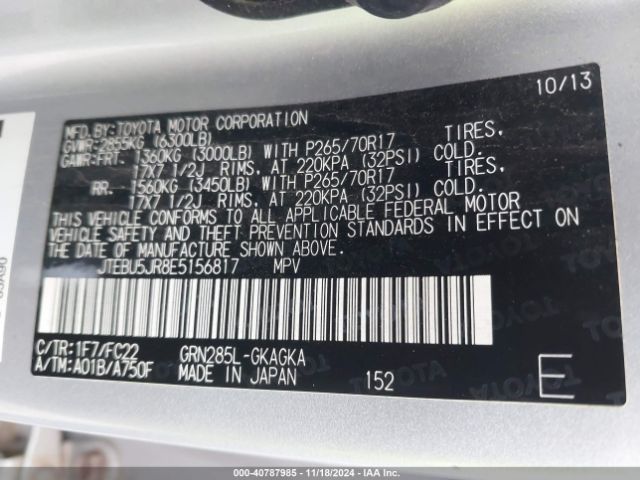 10/13
MFD.BY:TOYOTA MOTOR CORPORATION
GVWR:2855KG (6300LB)
GAWR:FRT. 1360KG (3000LB) WITH P265/70R17 TIRES,
17X7 1/2J RIMS, AT 220KPA (32PSI) COLD.
RR. 1560KG (3450LB) WITH P265/70R17 TIRES,
17X7 1/2J RIMS, AT 220KPA (32PSI) COLD.
THIS VEHICLE CONFORMS TO ALL APPLICABLE FEDERAL MOTOR
VEHICLE SAFETY AND THEFT PREVENTION STANDARDS IN EFFECT
ON THE DATE OF MANUFACTURE SHOWN ABOVE.
JTEBU5JR8E5156817 MPV
C/TR:1F7/FC22 GRN285L-GKAGKA
A/TM:A01B/A750F MADE IN JAPAN 152 E
TOYOTA
TOYOTA
TOYOTA
000-40787985 | 11/18/2024 | IAA Inc.